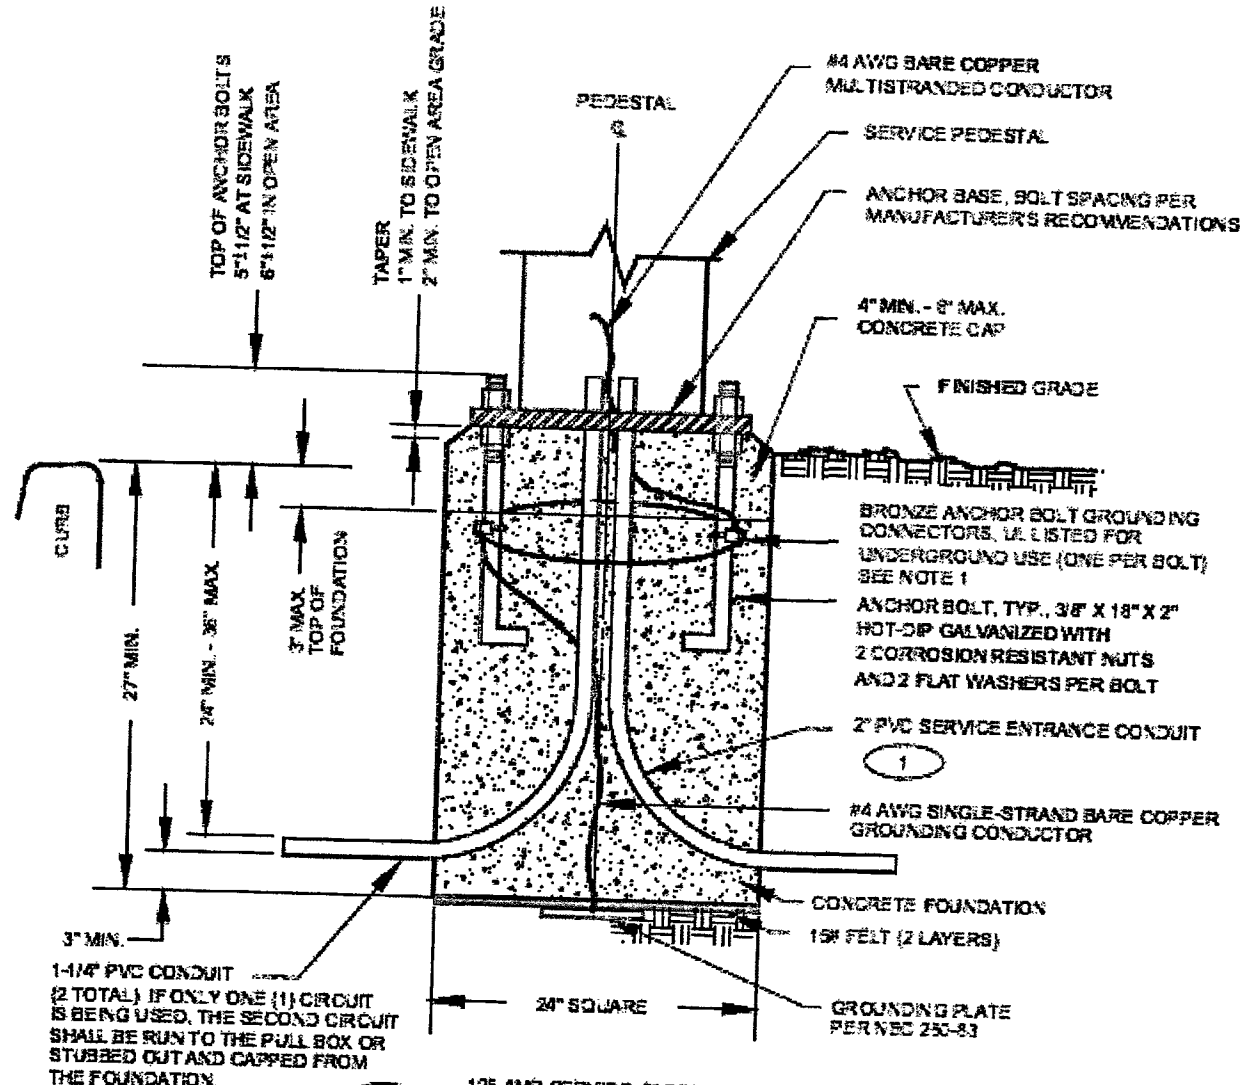 TOP OF ANCHOR BOLTS
5"±1/2" AT SIDEWALK
6"±1/2" IN OPEN AREA
TAPER
1" MIN. TO SIDEWALK
2" MIN. TO OPEN AREA GRADE
PEDESTAL
#4 AWG BARE COPPER
MULTISTRANDED CONDUCTOR
SERVICE PEDESTAL
ANCHOR BASE, BOLT SPACING PER
MANUFACTURER'S RECOMMENDATIONS
4" MIN. - 6" MAX.
CONCRETE CAP
FINISHED GRADE
CURB
27" MIN.
24" MIN. - 36" MAX
3" MAX
TOP OF
FOUNDATION
BRONZE ANCHOR BOLT GROUNDING
CONNECTORS, UL LISTED FOR
UNDERGROUND USE (ONE PER BOLT)
SEE NOTE 1
ANCHOR BOLT, TYP., 3/8" X 18" X 2"
HOT-DIP GALVANIZED WITH
2 CORROSION RESISTANT NUTS
AND 2 FLAT WASHERS PER BOLT
2" PVC SERVICE ENTRANCE CONDUIT
1
#4 AWG SINGLE-STRAND BARE COPPER
GROUNDING CONDUCTOR
CONCRETE FOUNDATION
15# FELT (2 LAYERS)
GROUNDING PLATE
PER NEC 250-83
24" SQUARE
3" MIN.
1-1/4" PVC CONDUIT
(2 TOTAL) IF ONLY ONE (1) CIRCUIT
IS BEING USED, THE SECOND CIRCUIT
SHALL BE RUN TO THE PULL BOX OR
STUBBED OUT AND CAPPED FROM
THE FOUNDATION